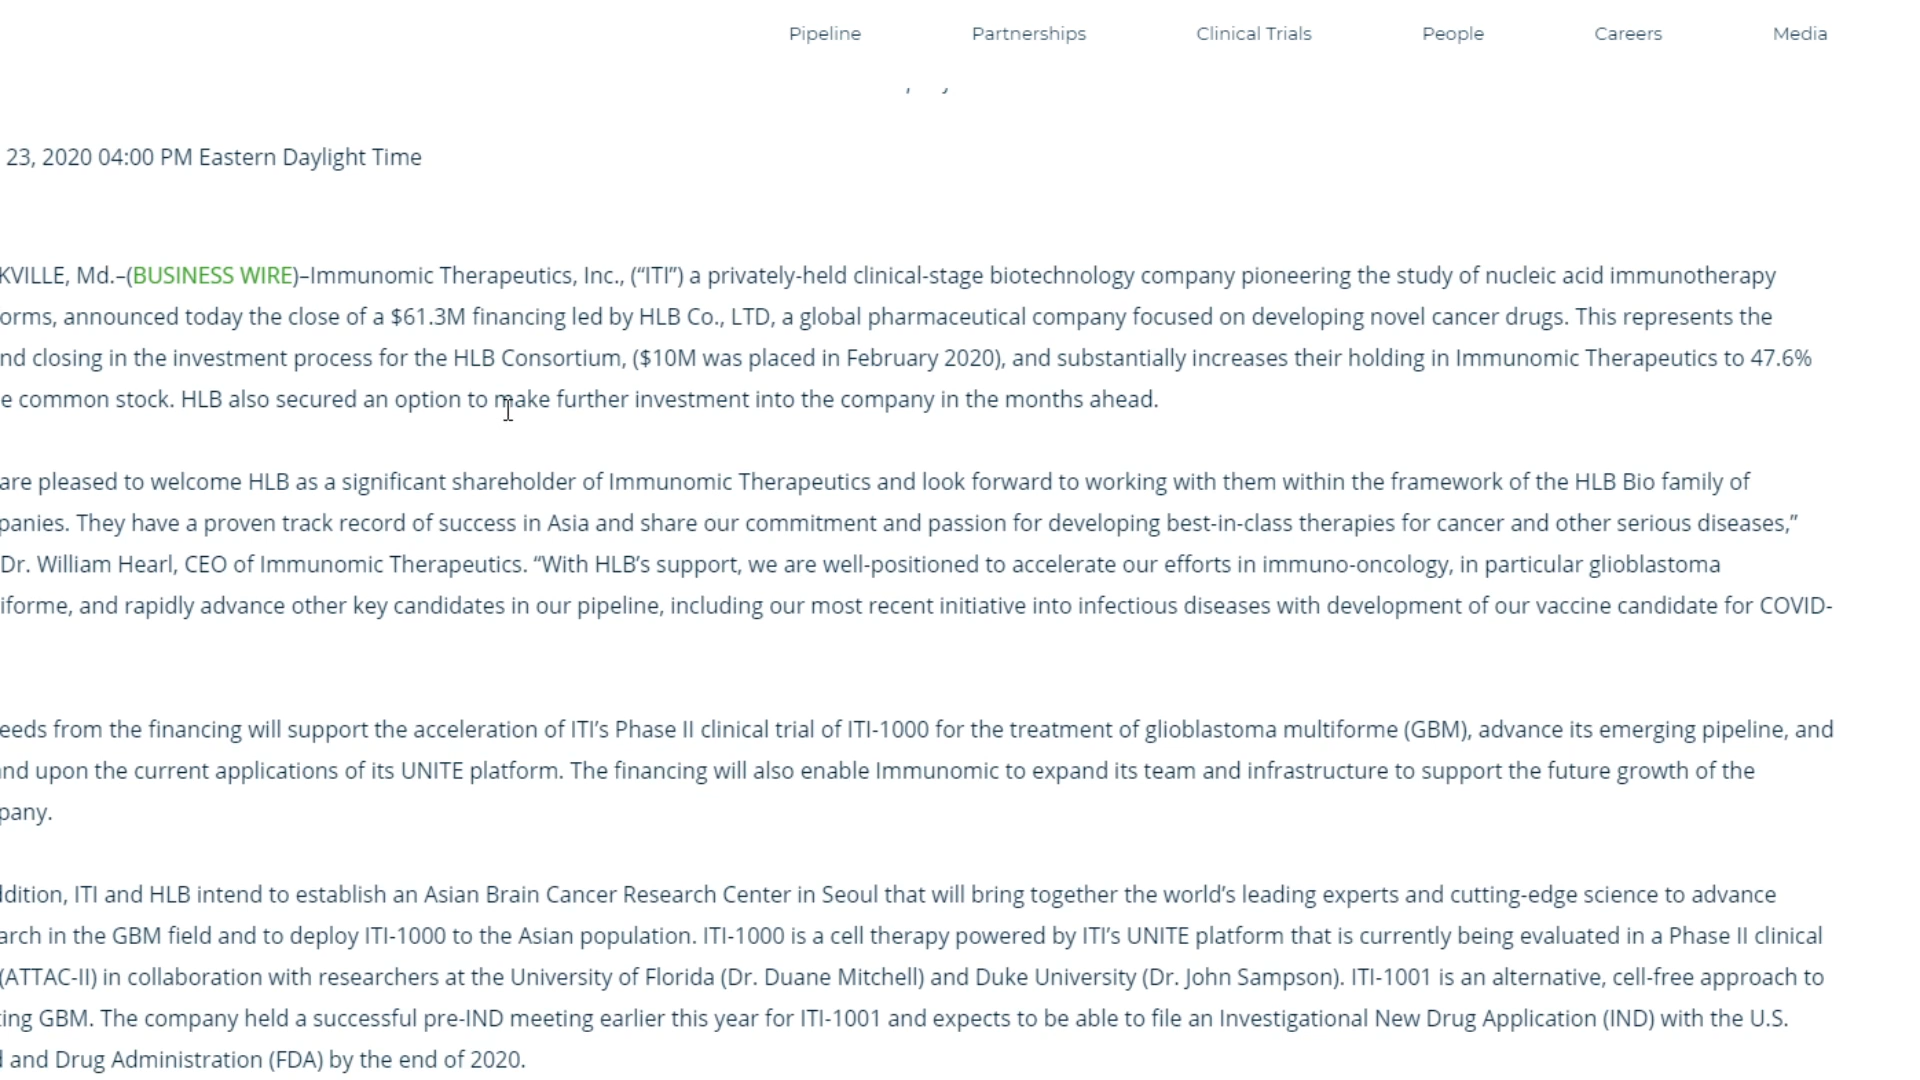 Pipeline Partnerships Clinical Trials People Careers Media
23, 2020 04:00 PM Eastern Daylight Time
KVILLE, Md.–(BUSINESS WIRE)–Immunomic Therapeutics, Inc., (“ITI”) a privately-held clinical-stage biotechnology company pioneering the study of nucleic acid immunotherapy
orms, announced today the close of a $61.3M financing led by HLB Co., LTD, a global pharmaceutical company focused on developing novel cancer drugs. This represents the
nd closing in the investment process for the HLB Consortium, ($10M was placed in February 2020), and substantially increases their holding in Immunomic Therapeutics to 47.6%
e common stock. HLB also secured an option to make further investment into the company in the months ahead.
are pleased to welcome HLB as a significant shareholder of Immunomic Therapeutics and look forward to working with them within the framework of the HLB Bio family of
panies. They have a proven track record of success in Asia and share our commitment and passion for developing best-in-class therapies for cancer and other serious diseases,”
Dr. William Hearl, CEO of Immunomic Therapeutics. “With HLB’s support, we are well-positioned to accelerate our efforts in immuno-oncology, in particular glioblastoma
iforme, and rapidly advance other key candidates in our pipeline, including our most recent initiative into infectious diseases with development of our vaccine candidate for COVID-
eeds from the financing will support the acceleration of ITI’s Phase II clinical trial of ITI-1000 for the treatment of glioblastoma multiforme (GBM), advance its emerging pipeline, and
nd upon the current applications of its UNITE platform. The financing will also enable Immunomic to expand its team and infrastructure to support the future growth of the
pany.
ddition, ITI and HLB intend to establish an Asian Brain Cancer Research Center in Seoul that will bring together the world’s leading experts and cutting-edge science to advance
arch in the GBM field and to deploy ITI-1000 to the Asian population. ITI-1000 is a cell therapy powered by ITI’s UNITE platform that is currently being evaluated in a Phase II clinical
(ATTAC-II) in collaboration with researchers at the University of Florida (Dr. Duane Mitchell) and Duke University (Dr. John Sampson). ITI-1001 is an alternative, cell-free approach to
ting GBM. The company held a successful pre-IND meeting earlier this year for ITI-1001 and expects to be able to file an Investigational New Drug Application (IND) with the U.S.
d and Drug Administration (FDA) by the end of 2020.